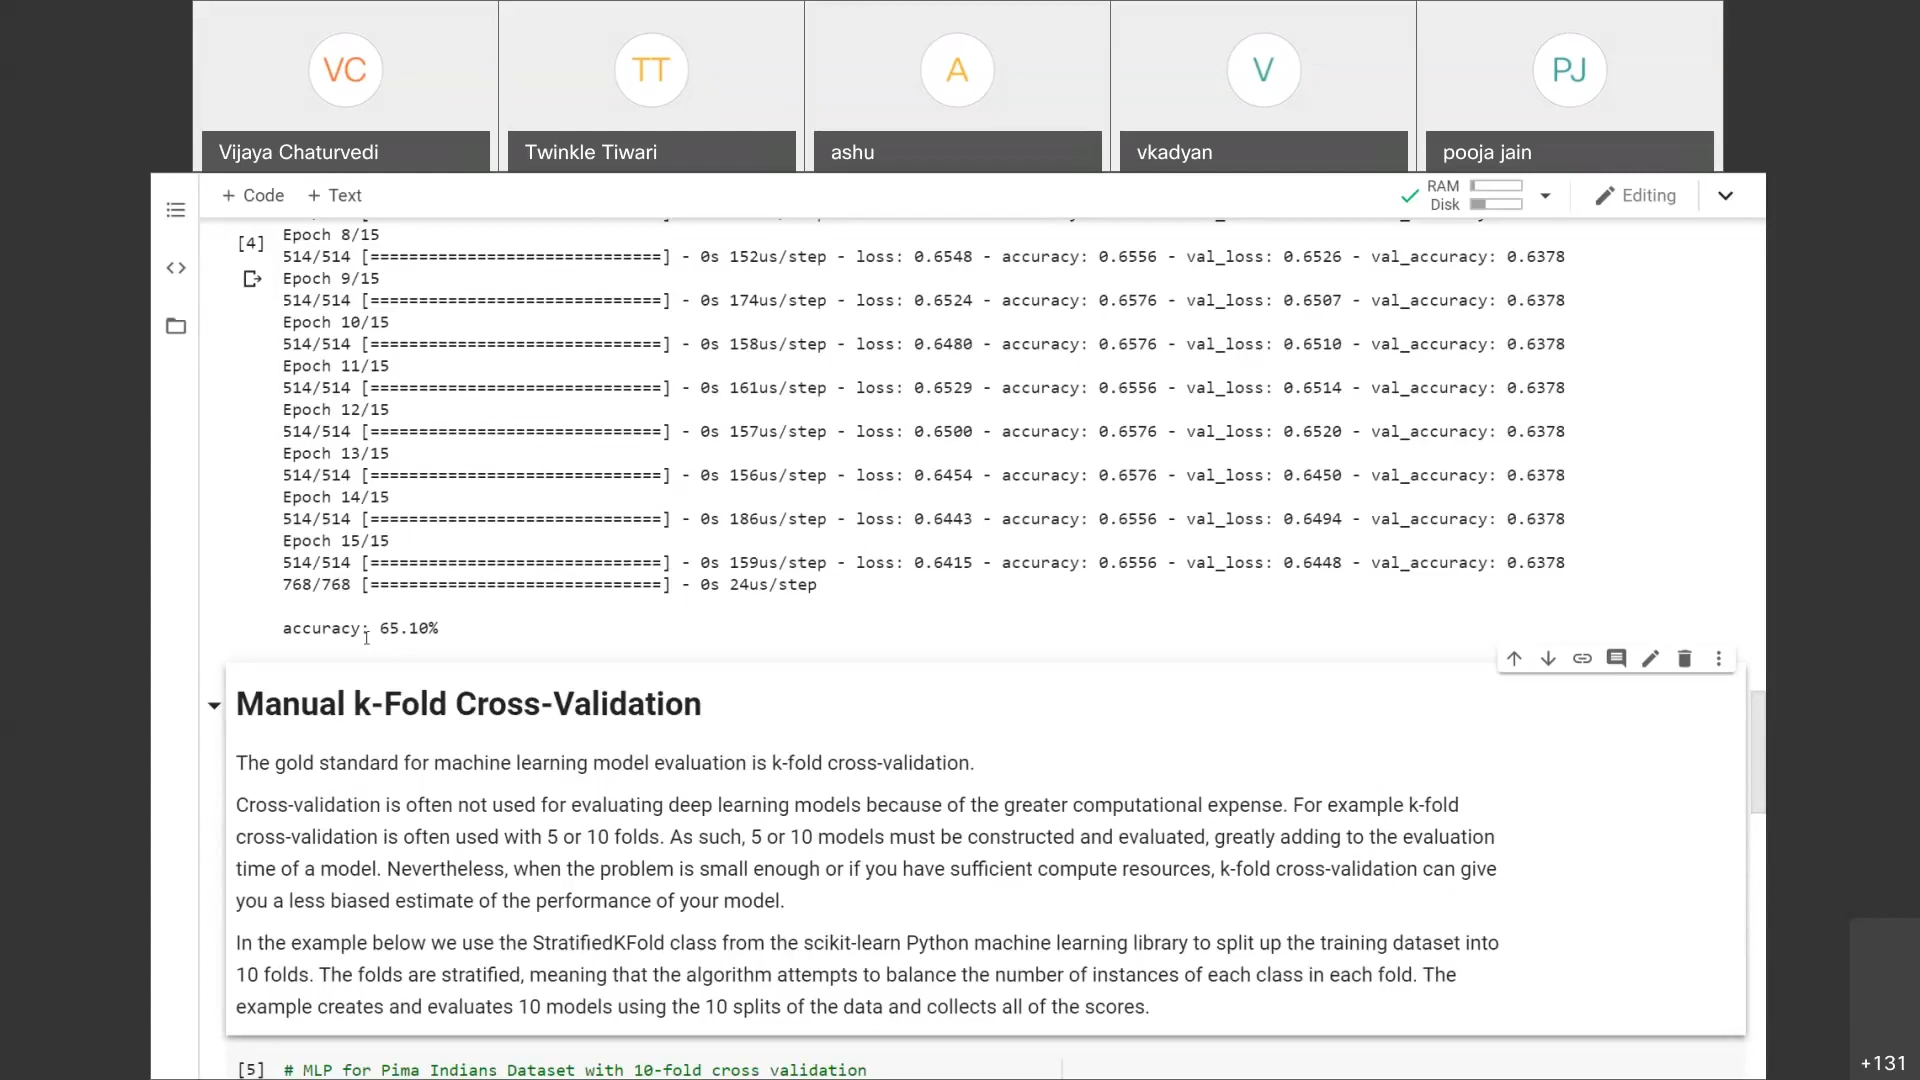 VC
TT
A
V
PJ
Vijaya Chaturvedi
Twinkle Tiwari
ashu
vkadyan
pooja jain
+ Code + Text
RAM
Disk
Editing
[4]
Epoch 8/15
514/514 [==============================] - 0s 152us/step - loss: 0.6548 - accuracy: 0.6556 - val_loss: 0.6526 - val_accuracy: 0.6378
Epoch 9/15
514/514 [==============================] - 0s 174us/step - loss: 0.6524 - accuracy: 0.6576 - val_loss: 0.6507 - val_accuracy: 0.6378
Epoch 10/15
514/514 [==============================] - 0s 158us/step - loss: 0.6480 - accuracy: 0.6576 - val_loss: 0.6510 - val_accuracy: 0.6378
Epoch 11/15
514/514 [==============================] - 0s 161us/step - loss: 0.6529 - accuracy: 0.6556 - val_loss: 0.6514 - val_accuracy: 0.6378
Epoch 12/15
514/514 [==============================] - 0s 157us/step - loss: 0.6500 - accuracy: 0.6576 - val_loss: 0.6520 - val_accuracy: 0.6378
Epoch 13/15
514/514 [==============================] - 0s 156us/step - loss: 0.6454 - accuracy: 0.6576 - val_loss: 0.6450 - val_accuracy: 0.6378
Epoch 14/15
514/514 [==============================] - 0s 186us/step - loss: 0.6443 - accuracy: 0.6556 - val_loss: 0.6494 - val_accuracy: 0.6378
Epoch 15/15
514/514 [==============================] - 0s 159us/step - loss: 0.6415 - accuracy: 0.6556 - val_loss: 0.6448 - val_accuracy: 0.6378
768/768 [==============================] - 0s 24us/step
accuracy: 65.10%
Manual k-Fold Cross-Validation
The gold standard for machine learning model evaluation is k-fold cross-validation.
Cross-validation is often not used for evaluating deep learning models because of the greater computational expense. For example k-fold
cross-validation is often used with 5 or 10 folds. As such, 5 or 10 models must be constructed and evaluated, greatly adding to the evaluation
time of a model. Nevertheless, when the problem is small enough or if you have sufficient compute resources, k-fold cross-validation can give
you a less biased estimate of the performance of your model.
In the example below we use the StratifiedKFold class from the scikit-learn Python machine learning library to split up the training dataset into
10 folds. The folds are stratified, meaning that the algorithm attempts to balance the number of instances of each class in each fold. The
example creates and evaluates 10 models using the 10 splits of the data and collects all of the scores.
[5] # MLP for Pima Indians Dataset with 10-fold cross validation
+131